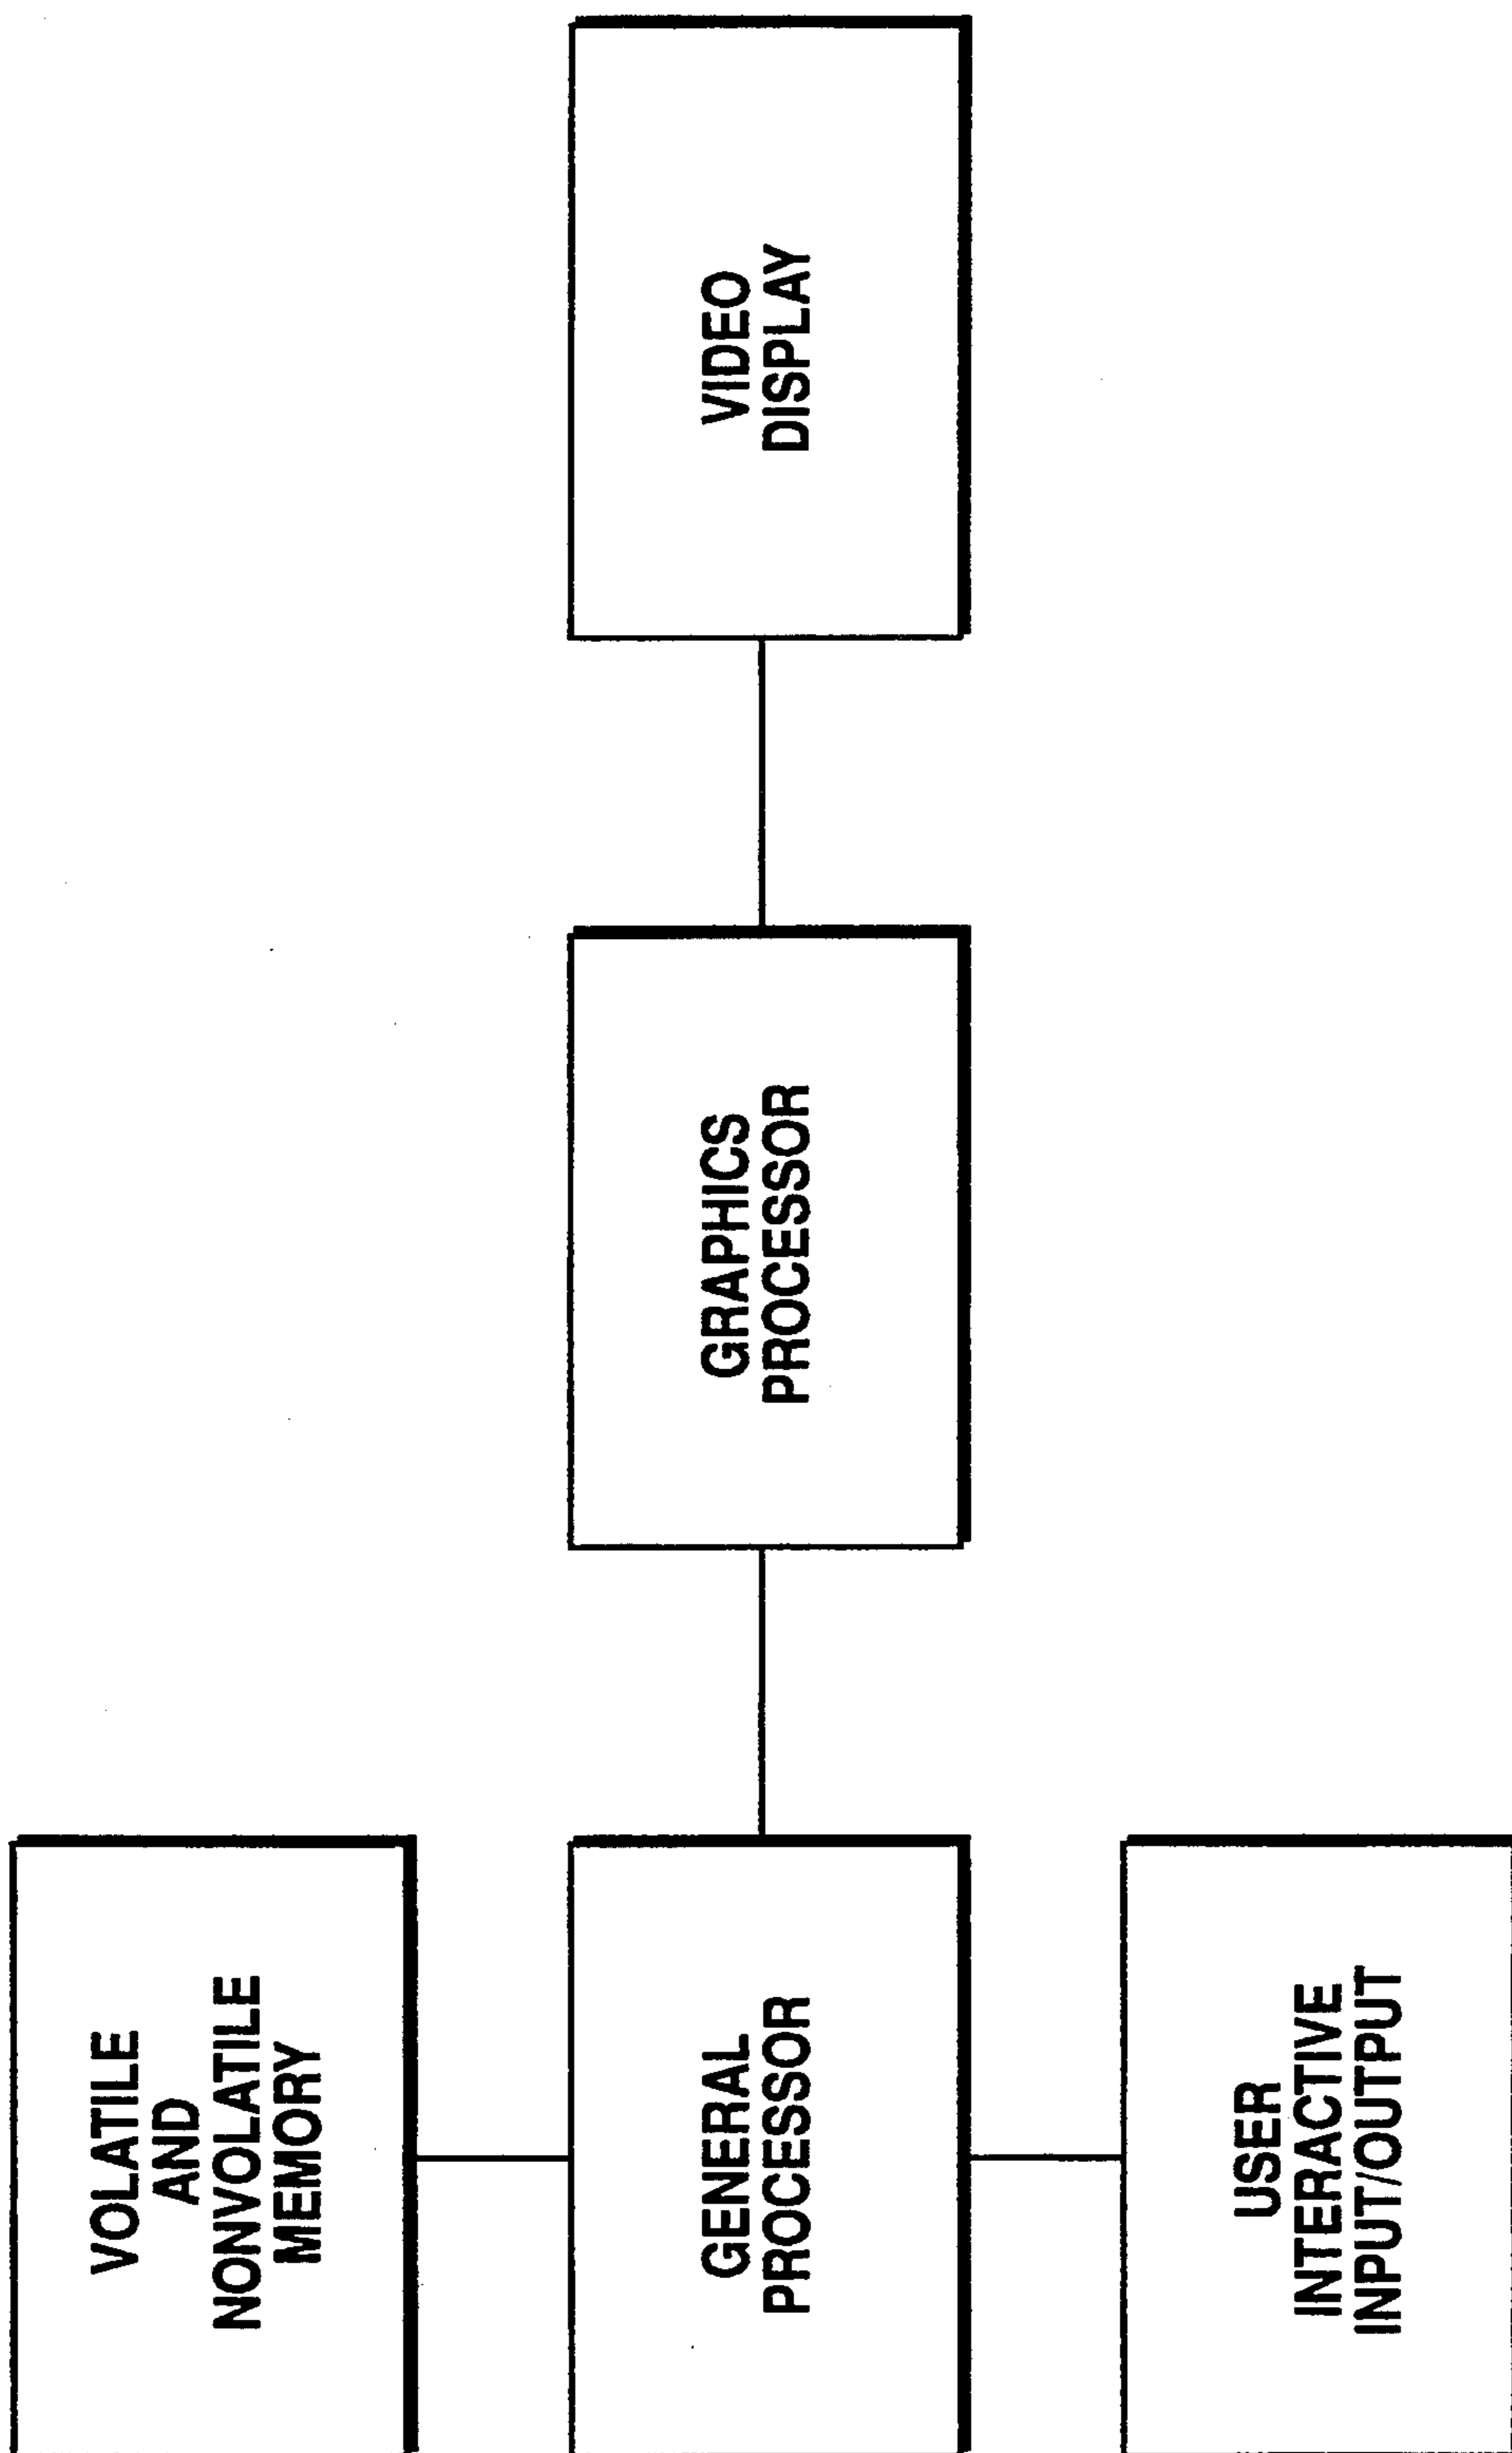 VOLATILE
AND
NONVOLATILE
MEMORY
GENERAL
PROCESSOR
GRAPHICS
PROCESSOR
VIDEO
DISPLAY
USER
INTERACTIVE
INPUT/OUTPUT